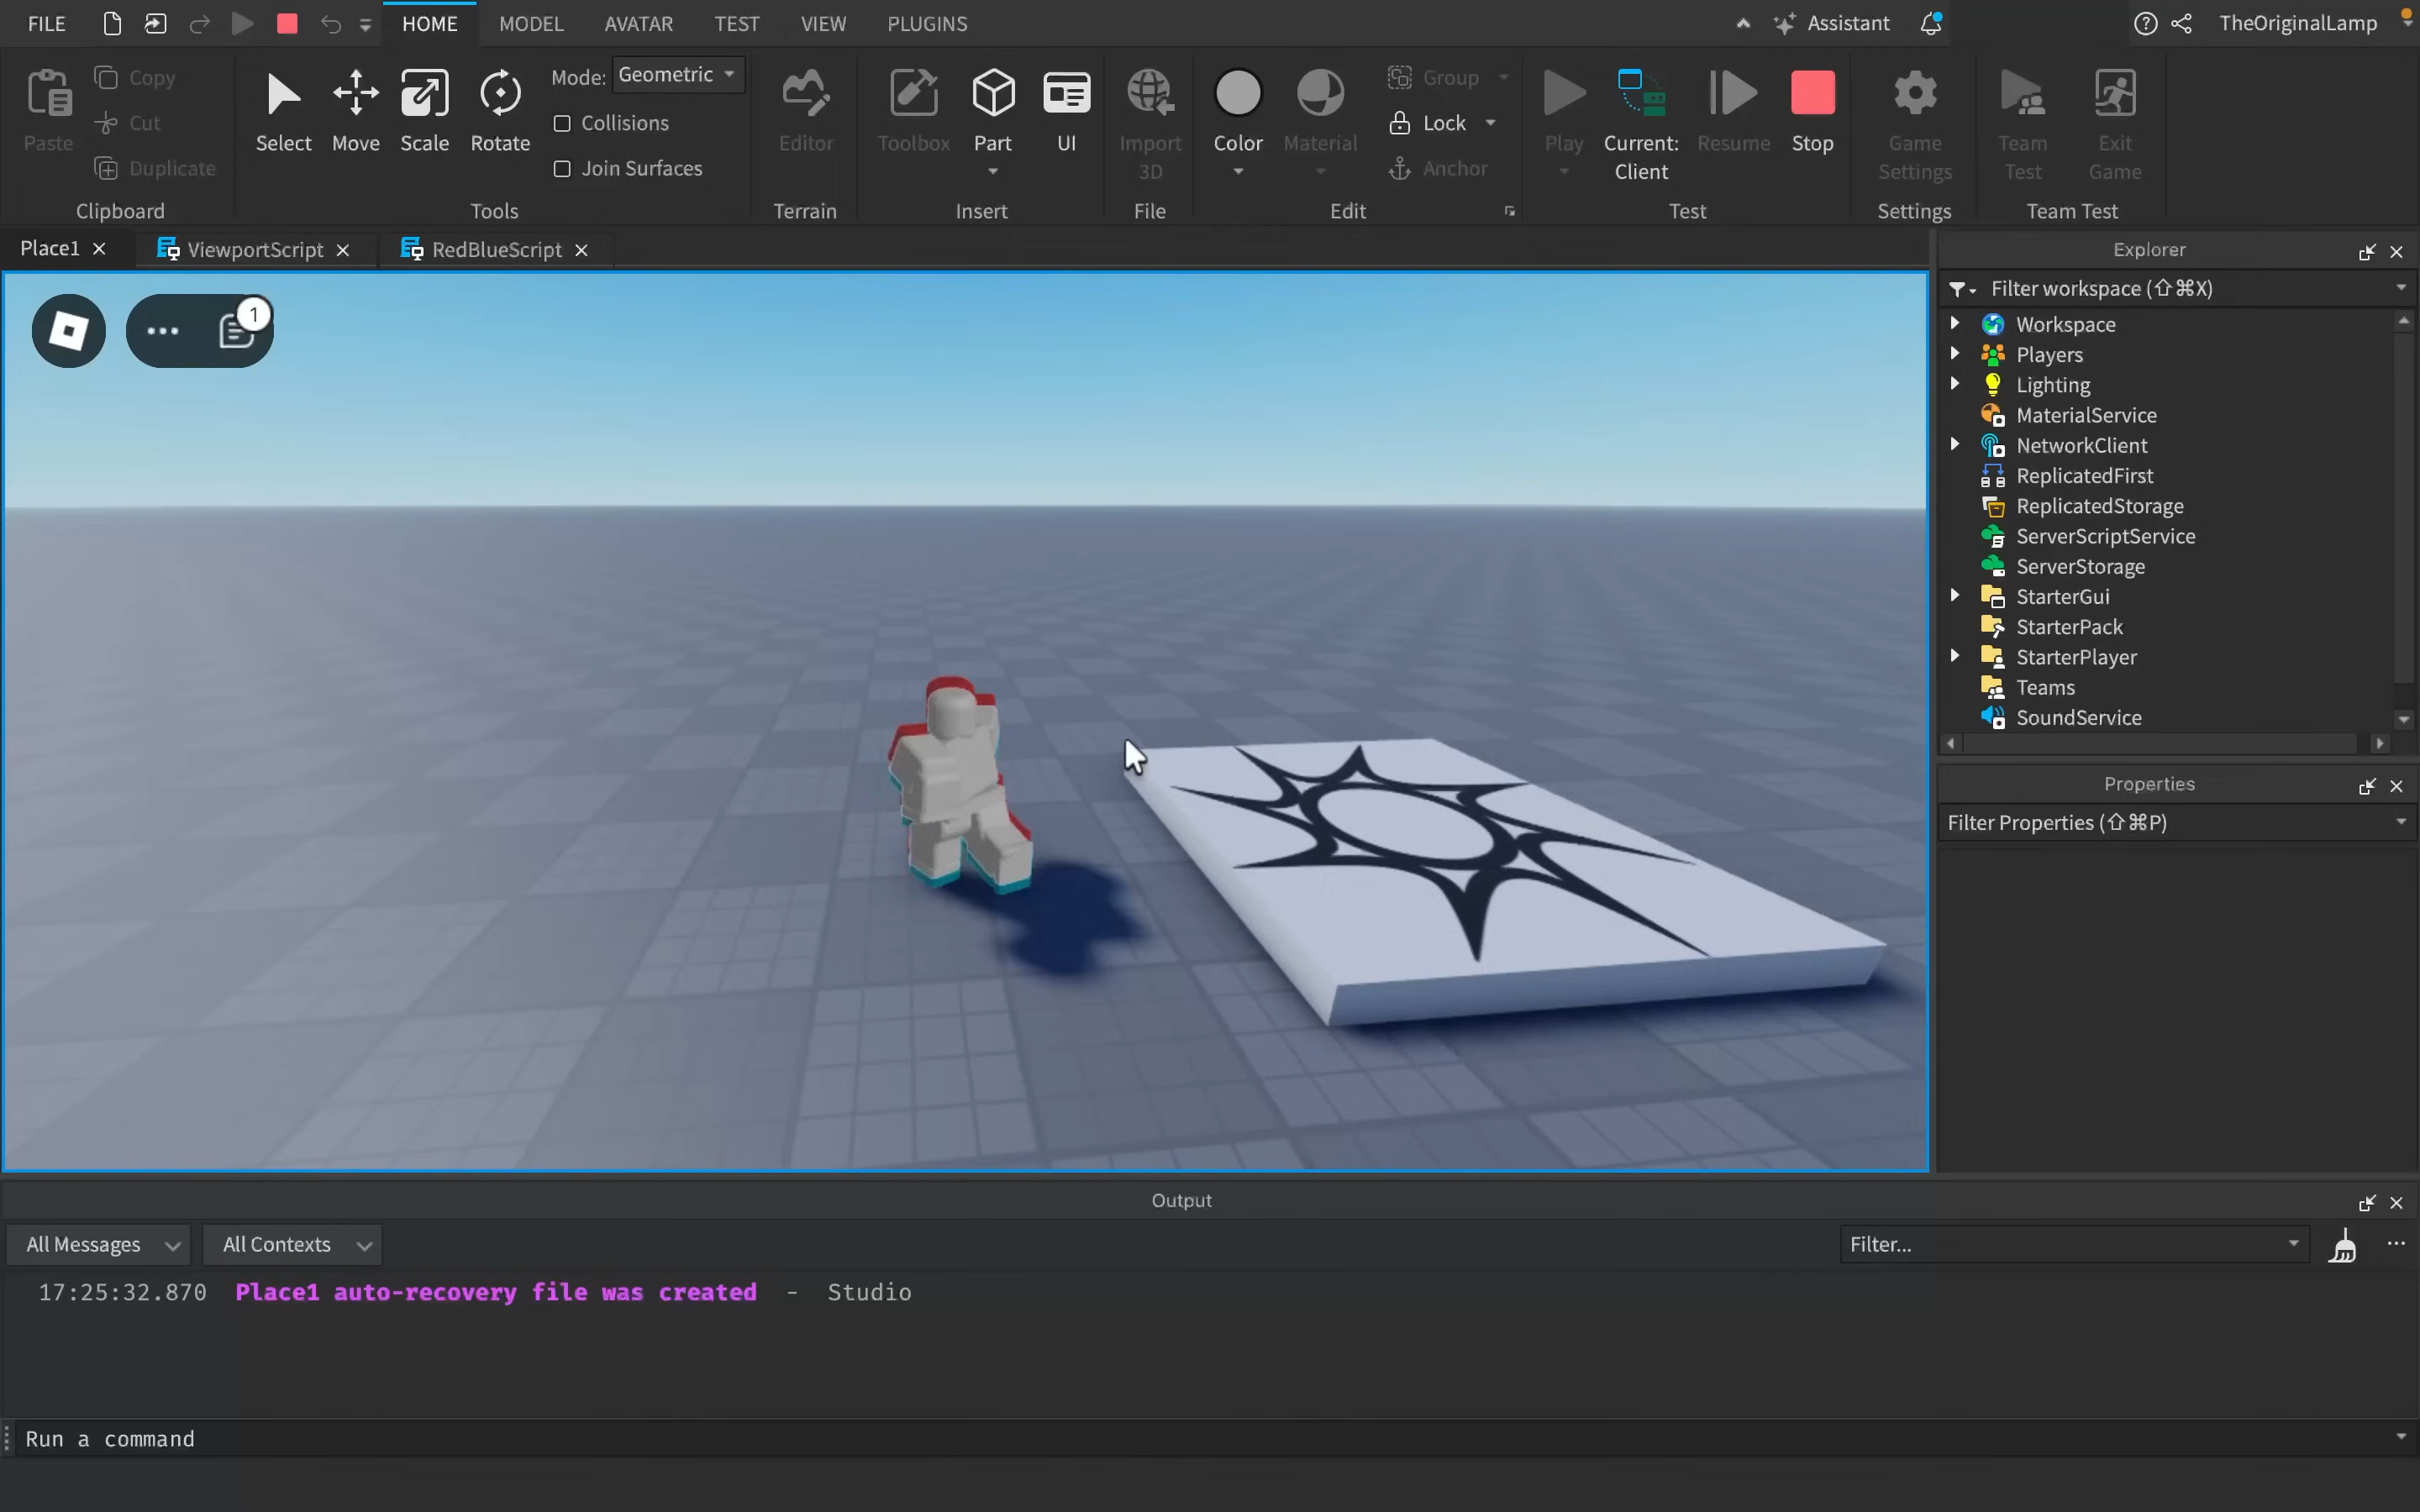 FILE HOME MODEL AVATAR TEST VIEW PLUGINS Assistant TheOriginalLamp
Paste
Copy
Cut
Duplicate
Clipboard
Select Move Scale Rotate
Mode: Geometric
Collisions
Join Surfaces
Tools
Editor
Terrain
Toolbox Part UI
Insert
Import
3D
File
Color Material
Group
Lock
Anchor
Edit
Play
Current:
Client
Resume Stop
Test
Game
Settings
Settings
Team
Test
Exit
Game
Team Test
Place1 ViewportScript RedBlueScript
1
Explorer
Filter workspace (⇧⌘X)
Workspace
Players
Lighting
MaterialService
NetworkClient
ReplicatedFirst
ReplicatedStorage
ServerScriptService
ServerStorage
StarterGui
StarterPack
StarterPlayer
Teams
SoundService
Properties
Filter Properties (⇧⌘P)
Output
All Messages All Contexts Filter...
17:25:32.870 Place1 auto-recovery file was created - Studio
Run a command